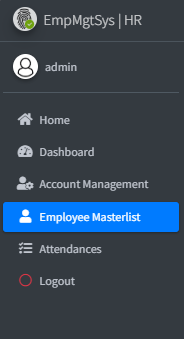 EmpMgtSys | HR
admin
Home
Dashboard
Account Management
Employee Masterlist
Attendances
Logout